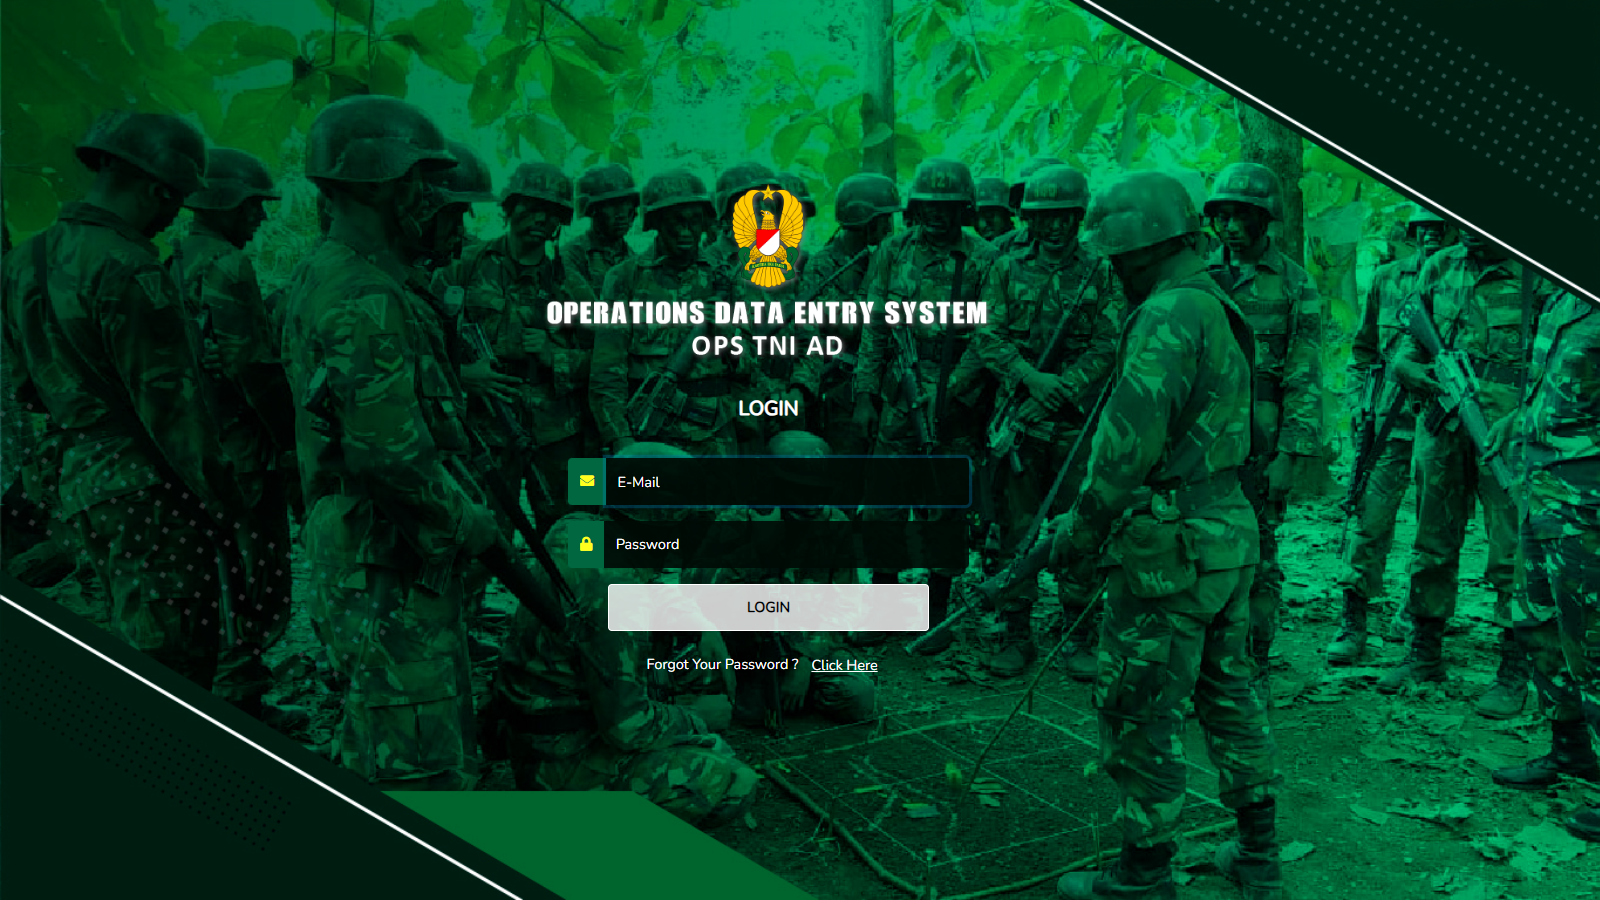 OPERATIONS DATA ENTRY SYSTEM
OPS TNI AD
LOGIN
E-Mail
Password
LOGIN
Forgot Your Password ? Click Here